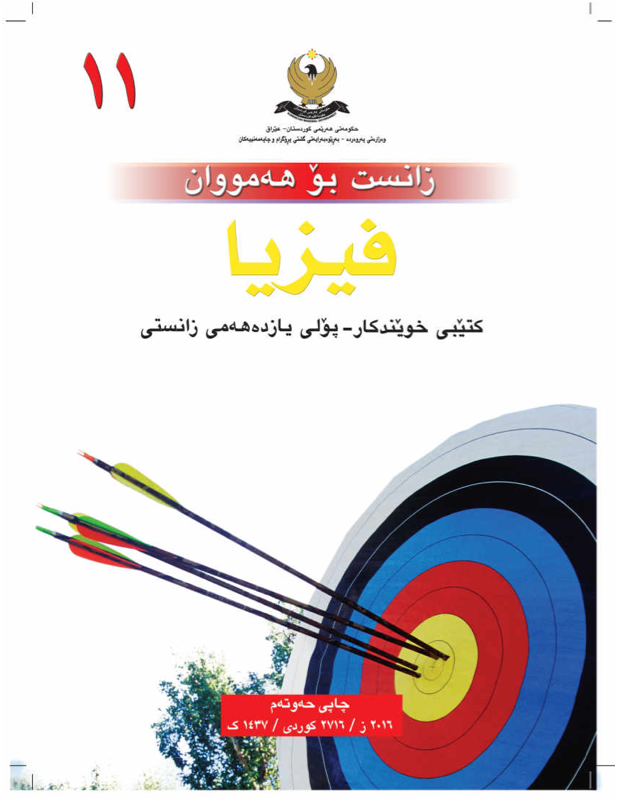 ١١
حکومەتی هەرێمی کوردستان - عێراق
وەزارەتی پەروەردە - بەڕێوەبەرایەتی گشتی پڕۆگرام و چاپەمەنییەکان
زانست بۆ هەمووان
فیزیا
کتێبی خوێندکار - پۆلی یازدەهەمی زانستی
چاپی حەوتەم
٢٠١٦ ز / ٢٧١٦ کوردی / ١٤٣٧ ک